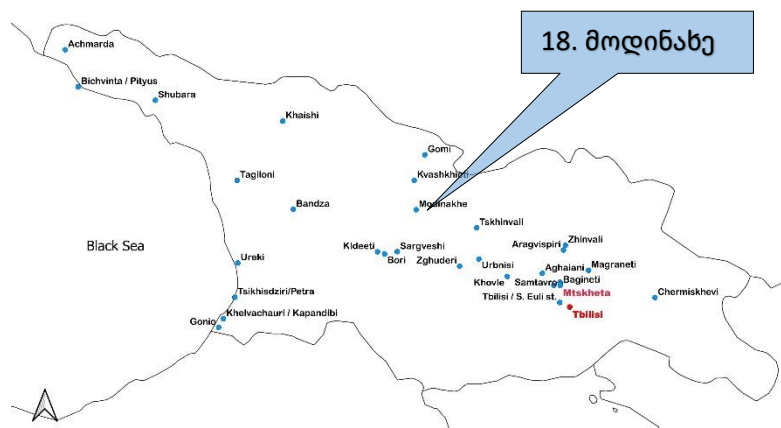 18. მოდინახე
Achmarda
Bichvinta / Pityus
Shubara
Khaishi
Gomi
Tagiloni
Kvashkhieti
Bandza
Modinakhe
Tskhinvali
Black Sea
Zhinvali
Aragvispiri
Kldeeti
Sargveshi
Bori
Ureki
Zghuderi
Urbnisi
Aghaiani
Magraneti
Khovle
Samtavro
Bagineti
Mtskheta
Tsikhisdziri/Petra
Tbilisi / S. Euli st.
Chermiskhevi
Khelvachauri / Kapandibi
Tbilisi
Gonio